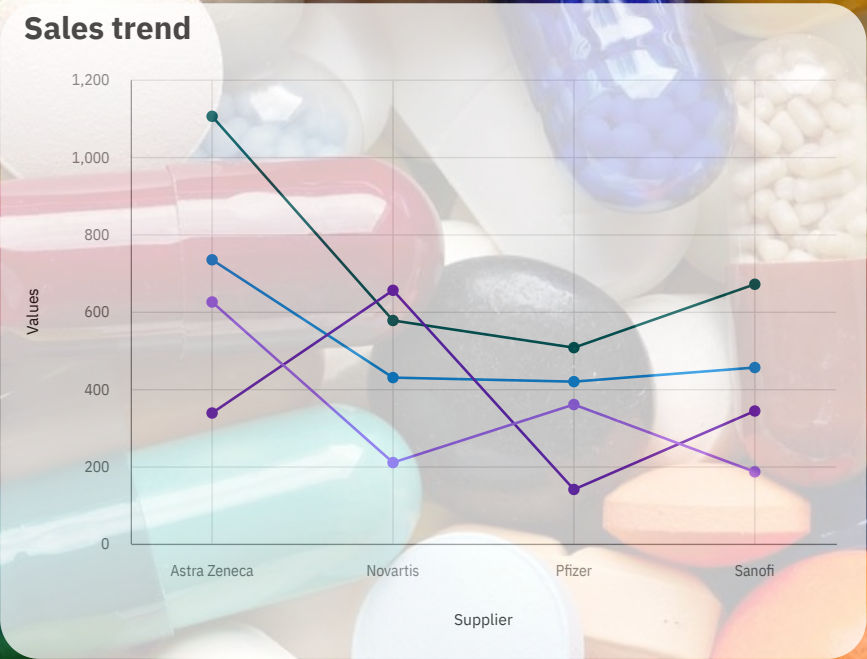 Sales trend
1,200
1,000
800
600
400
200
0
Values
Astra Zeneca Novartis Pfizer Sanofi
Supplier